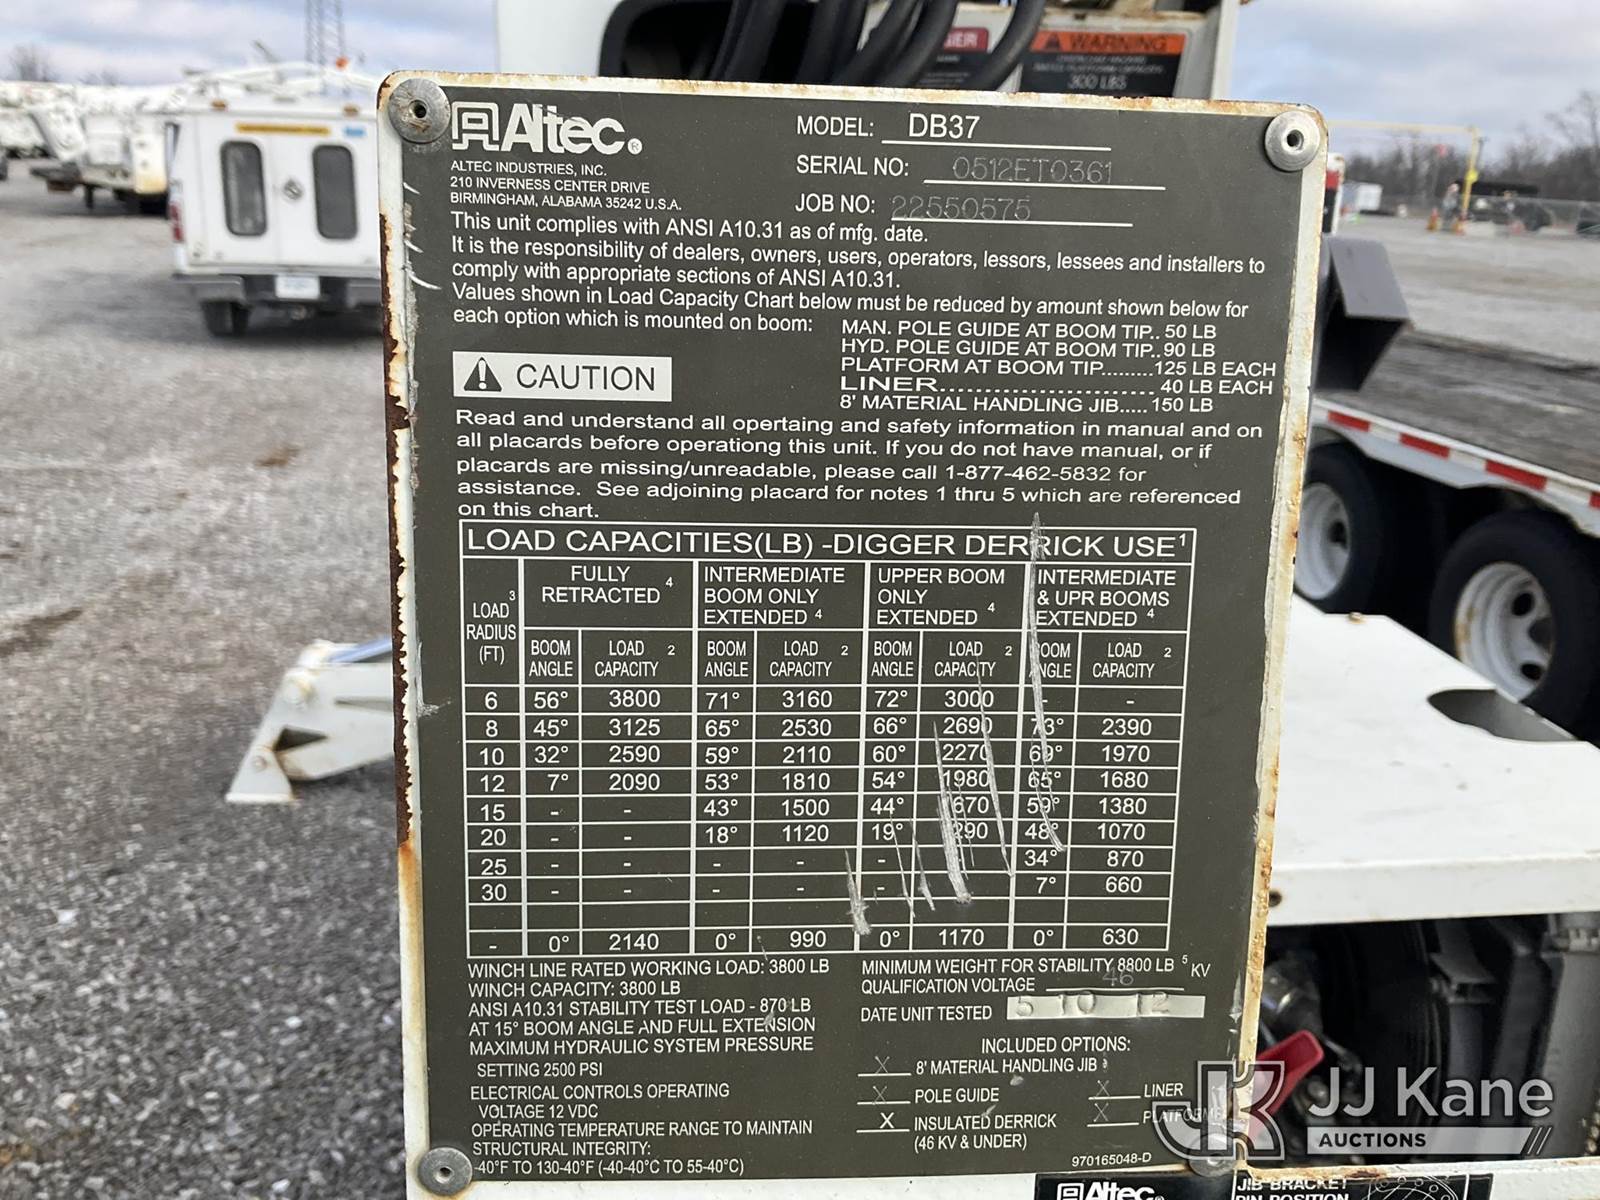 WARNING
300 LBS
Altec®
ALTEC INDUSTRIES, INC.
210 INVERNESS CENTER DRIVE
BIRMINGHAM, ALABAMA 35242 U.S.A.
MODEL: DB37
SERIAL NO: 0512ET0361
JOB NO: 22550575
This unit complies with ANSI A10.31 as of mfg. date.
It is the responsibility of dealers, owners, users, operators, lessors, lessees and installers to
comply with appropriate sections of ANSI A10.31.
Values shown in Load Capacity Chart below must be reduced by amount shown below for
each option which is mounted on boom:
MAN. POLE GUIDE AT BOOM TIP.. 50 LB
HYD. POLE GUIDE AT BOOM TIP..90 LB
PLATFORM AT BOOM TIP.........125 LB EACH
LINER............................ 40 LB EACH
8' MATERIAL HANDLING JIB..... 150 LB
CAUTION
Read and understand all opertaing and safety information in manual and on
all placards before operationg this unit. If you do not have manual, or if
placards are missing/unreadable, please call 1-877-462-5832 for
assistance. See adjoining placard for notes 1 thru 5 which are referenced
on this chart.
LOAD CAPACITIES(LB) -DIGGER DERRICK USE 1
LOAD 3 RADIUS (FT)
FULLY RETRACTED 4
INTERMEDIATE BOOM ONLY EXTENDED 4
UPPER BOOM ONLY EXTENDED 4
INTERMEDIATE & UPR BOOMS EXTENDED 4
BOOM ANGLE LOAD 2 CAPACITY BOOM ANGLE LOAD 2 CAPACITY BOOM ANGLE LOAD 2 CAPACITY BOOM ANGLE LOAD 2 CAPACITY
6 56° 3800 71° 3160 72° 3000 - -
8 45° 3125 65° 2530 66° 2690 73° 2390
10 32° 2590 59° 2110 60° 2270 69° 1970
12 7° 2090 53° 1810 54° 1980 65° 1680
15 - - 43° 1500 44° 670 59° 1380
20 - - 18° 1120 19° 290 48° 1070
25 - - - - - 34° 870
30 - - - - - 7° 660
- 0° 2140 0° 990 0° 1170 0° 630
WINCH LINE RATED WORKING LOAD: 3800 LB
WINCH CAPACITY: 3800 LB
ANSI A10.31 STABILITY TEST LOAD - 870 LB
AT 15° BOOM ANGLE AND FULL EXTENSION
MAXIMUM HYDRAULIC SYSTEM PRESSURE
SETTING 2500 PSI
ELECTRICAL CONTROLS OPERATING
VOLTAGE 12 VDC
OPERATING TEMPERATURE RANGE TO MAINTAIN
STRUCTURAL INTEGRITY:
-40°F TO 130-40°F (-40-40°C TO 55-40°C)
MINIMUM WEIGHT FOR STABILITY 8800 LB 5
QUALIFICATION VOLTAGE 46 KV
DATE UNIT TESTED 5 10 12
INCLUDED OPTIONS:
X 8' MATERIAL HANDLING JIB
X POLE GUIDE X LINER
X INSULATED DERRICK X PLATFORM
(46 KV & UNDER)
970165048-D
Altec
JIB BRACKET
PIN POSITION
JJ Kane
AUCTIONS